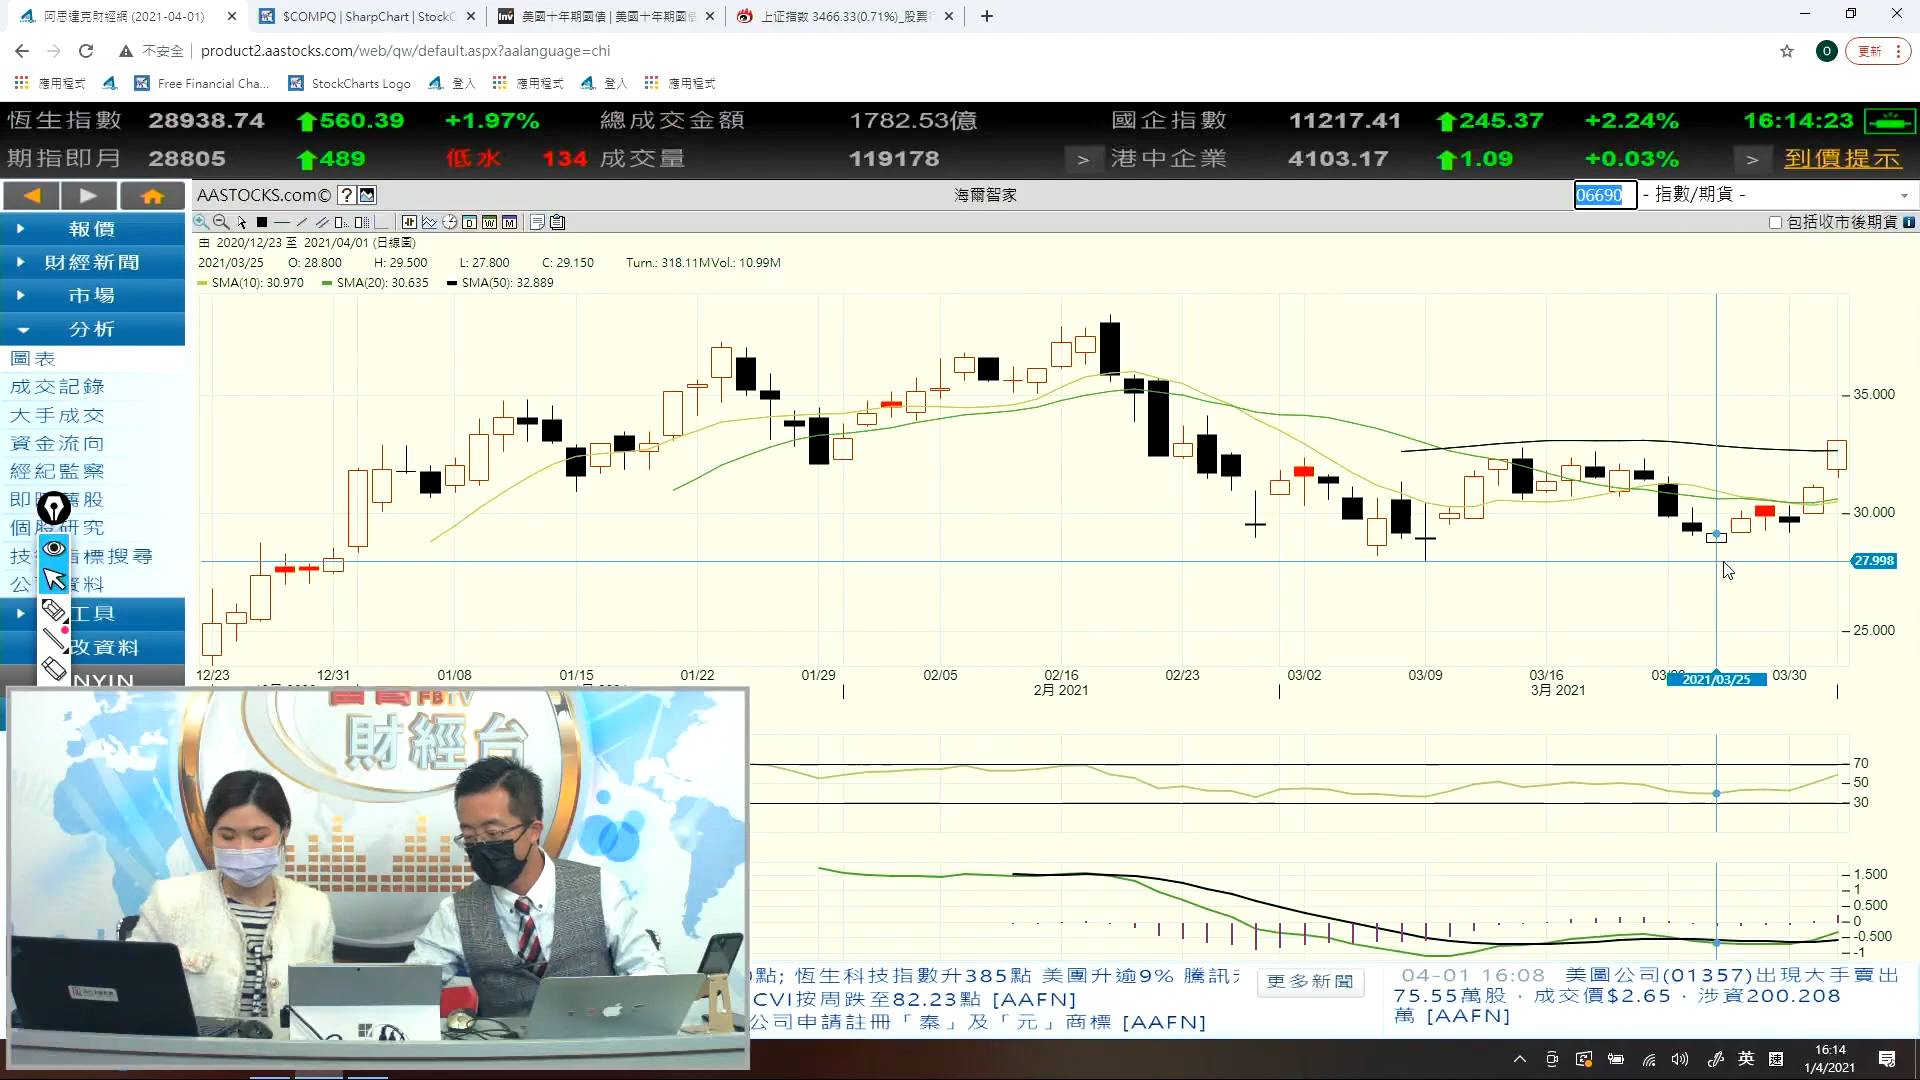 阿思達克財經網 (2021-04-01)
$COMPQ | SharpChart | StockC
美國十年期國債 | 美國十年期國債
上证指数 3466.33(0.71%)_股票
不安全 | product2.aastocks.com/web/qw/default.aspx?aalanguage=chi
O
更新
應用程式
Free Financial Cha...
StockCharts Logo
登入
應用程式
登入
應用程式
恆生指數 28938.74 560.39 +1.97% 總成交金額 1782.53億 國企指數 11217.41 245.37 +2.24% 16:14:23
期指即月 28805 489 低水 134 成交量 119178 > 港中企業 4103.17 1.09 +0.03% > 到價提示
AASTOCKS.com© ? 海爾智家 06690 - 指數/期貨 -
包括收市後期貨
報價
財經新聞
市場
分析
圖表
成交記錄
大手成交
資金流向
經紀監察
工具
改資料
NYIN
由 2020/12/23 至 2021/04/01 (日線圖)
2021/03/25 O: 28.800 H: 29.500 L: 27.800 C: 29.150 Turn.: 318.11M Vol.: 10.99M
SMA(10): 30.970 SMA(20): 30.635 SMA(50): 32.889
35.000
30.000
27.998
25.000
12/23 12/31 01/08 01/15 01/22 01/29 02/05 02/16 02/23 03/02 03/09 03/16 2021/03/25 03/30
2月 2021 3月 2021
70
50
30
1.500
1
0.500
0
-0.500
-1
FBTV
財經台
點; 恆生科技指數升385點 美團升逾9% 騰訊
CVI按周跌至82.23點 [AAFN]
公司申請註冊「秦」及「元」商標 [AAFN]
更多新聞
04-01 16:08 美圖公司(01357)出現大手賣出
75.55萬股，成交價$2.65，涉資200.208
萬 [AAFN]
英
16:14
1/4/2021